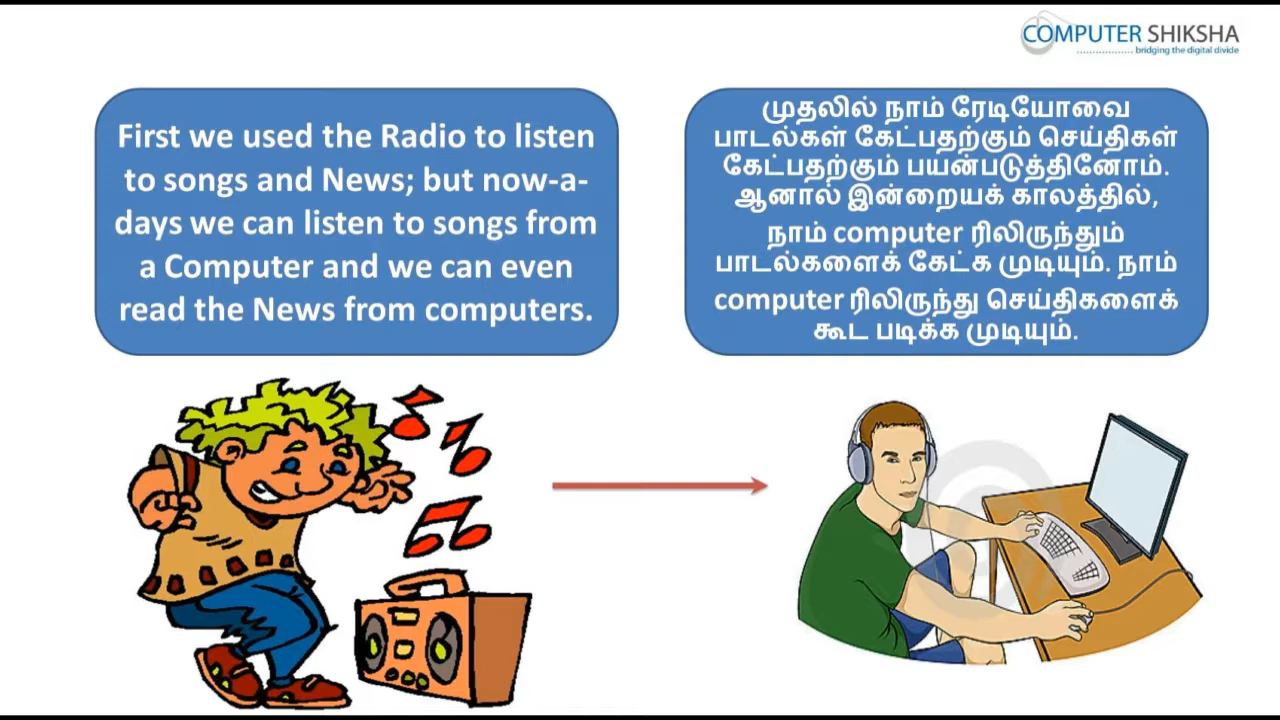 COMPUTER SHIKSHA
bridging the digital divide
First we used the Radio to listen
to songs and News; but now-a-
days we can listen to songs from
a Computer and we can even
read the News from computers.
முதலில் நாம் ரேடியோவை
பாடல்கள் கேட்பதற்கும் செய்திகள்
கேட்பதற்கும் பயன்படுத்தினோம்.
ஆனால் இன்றையக் காலத்தில்,
நாம் computer ரிலிருந்தும்
பாடல்களைக் கேட்க முடியும். நாம்
computer ரிலிருந்து செய்திகளைக்
கூட படிக்க முடியும்.